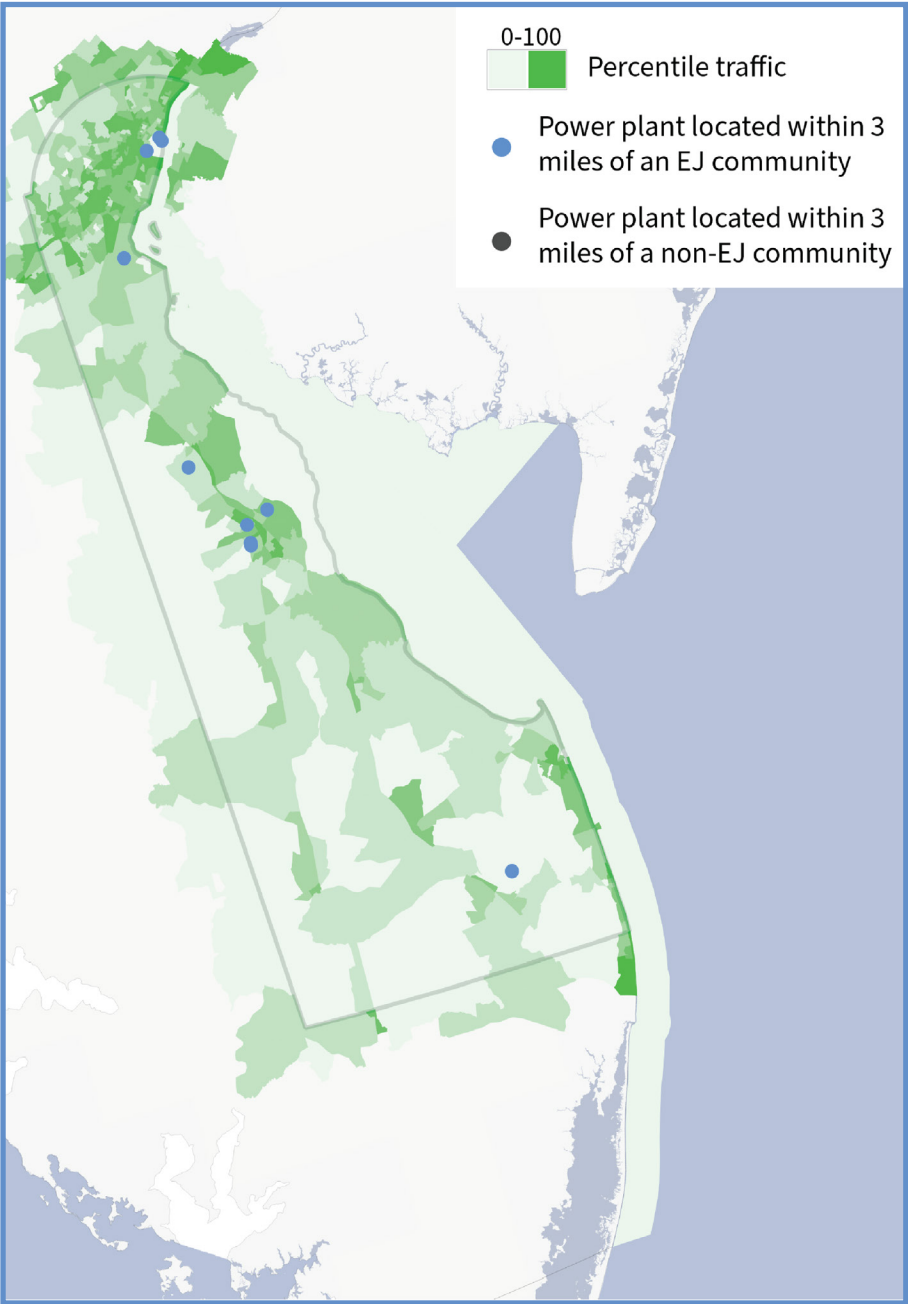 0-100
Percentile traffic
Power plant located within 3
miles of an EJ community
Power plant located within 3
miles of a non-EJ community